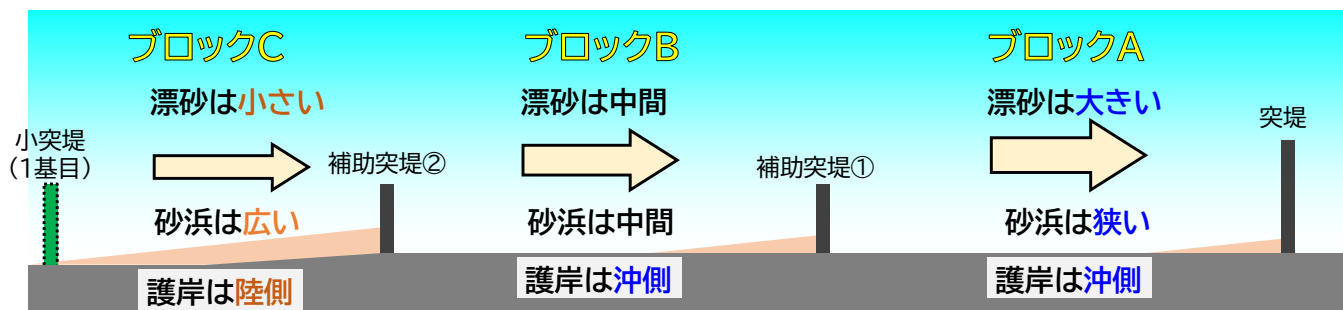 ブロックC
漂砂は小さい
小突堤
(1基目)
補助突堤②
砂浜は広い
護岸は陸側
ブロックB
漂砂は中間
補助突堤①
砂浜は中間
護岸は沖側
ブロックA
漂砂は大きい
突堤
砂浜は狭い
護岸は沖側